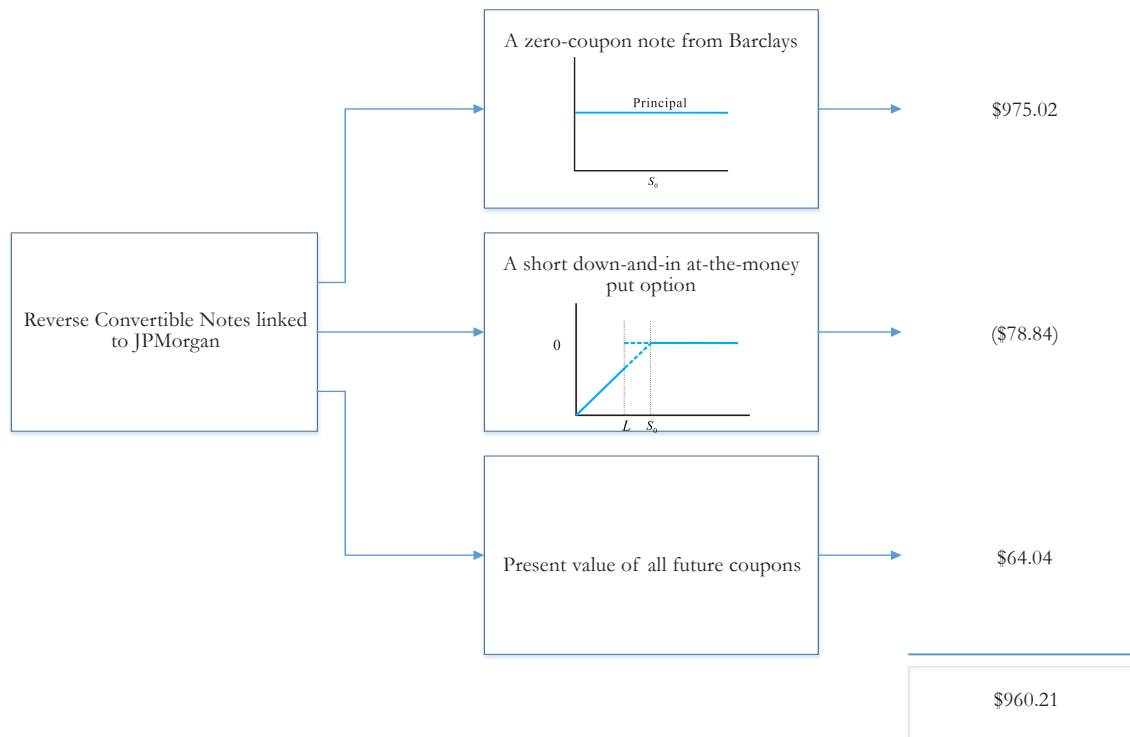 Reverse Convertible Notes linked
to JPMorgan
A zero-coupon note from Barclays
Principal
S₀
$975.02
A short down-and-in at-the-money
put option
0
L S₀
($78.84)
Present value of all future coupons
$64.04
$960.21